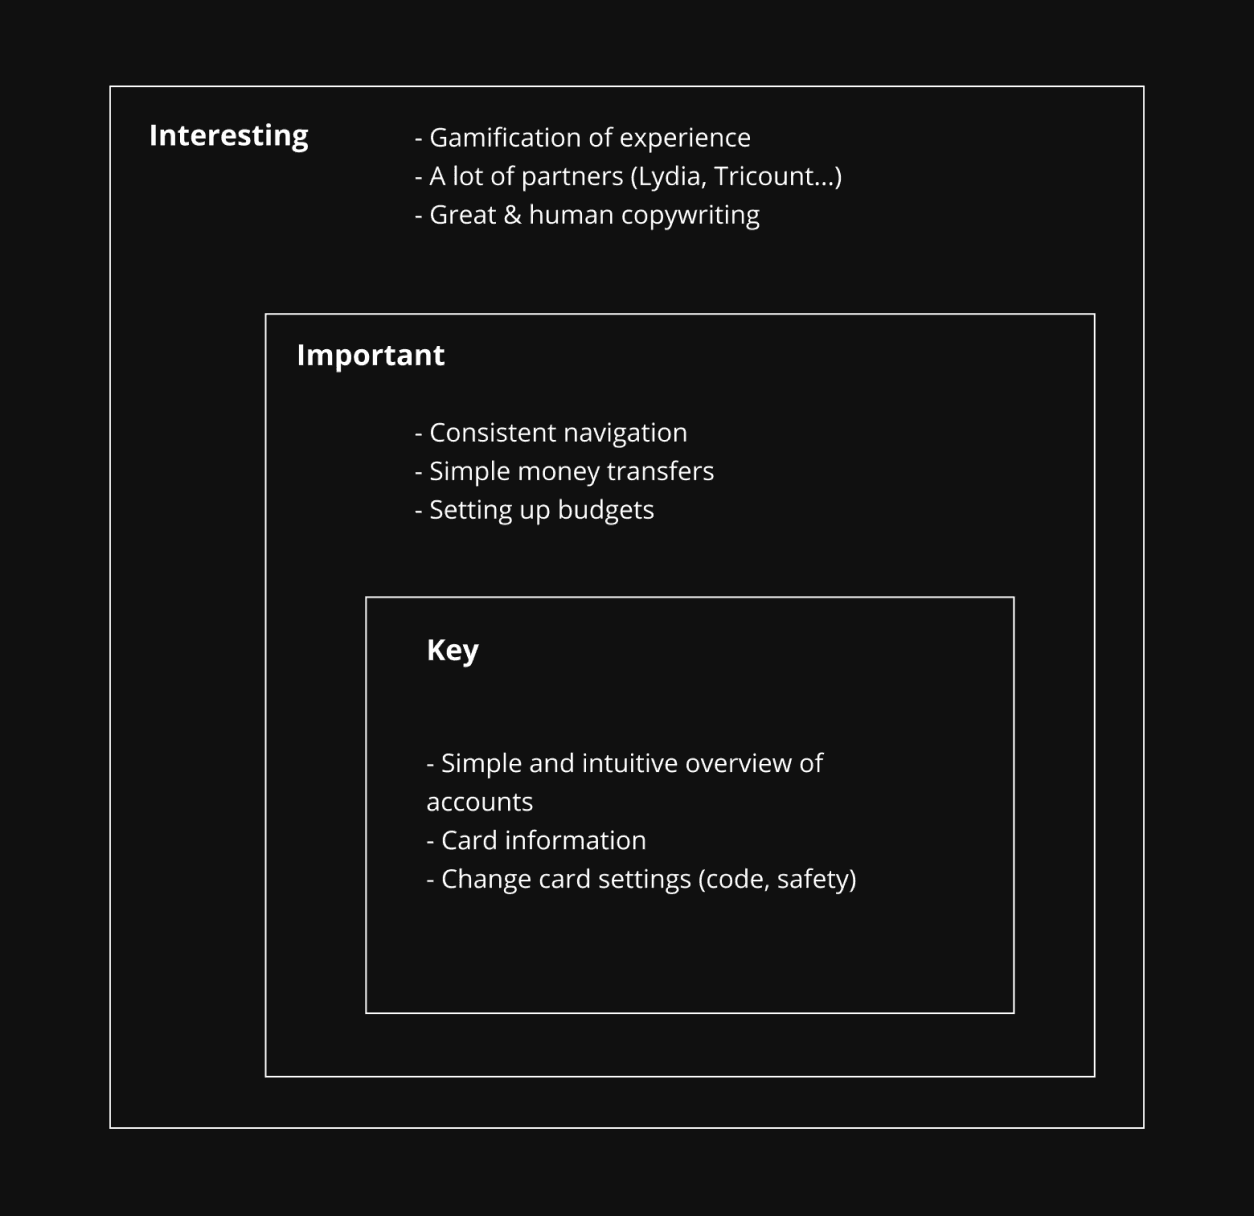 Interesting
- Gamification of experience
- A lot of partners (Lydia, Tricount...)
- Great & human copywriting
Important
- Consistent navigation
- Simple money transfers
- Setting up budgets
Key
- Simple and intuitive overview of
accounts
- Card information
- Change card settings (code, safety)